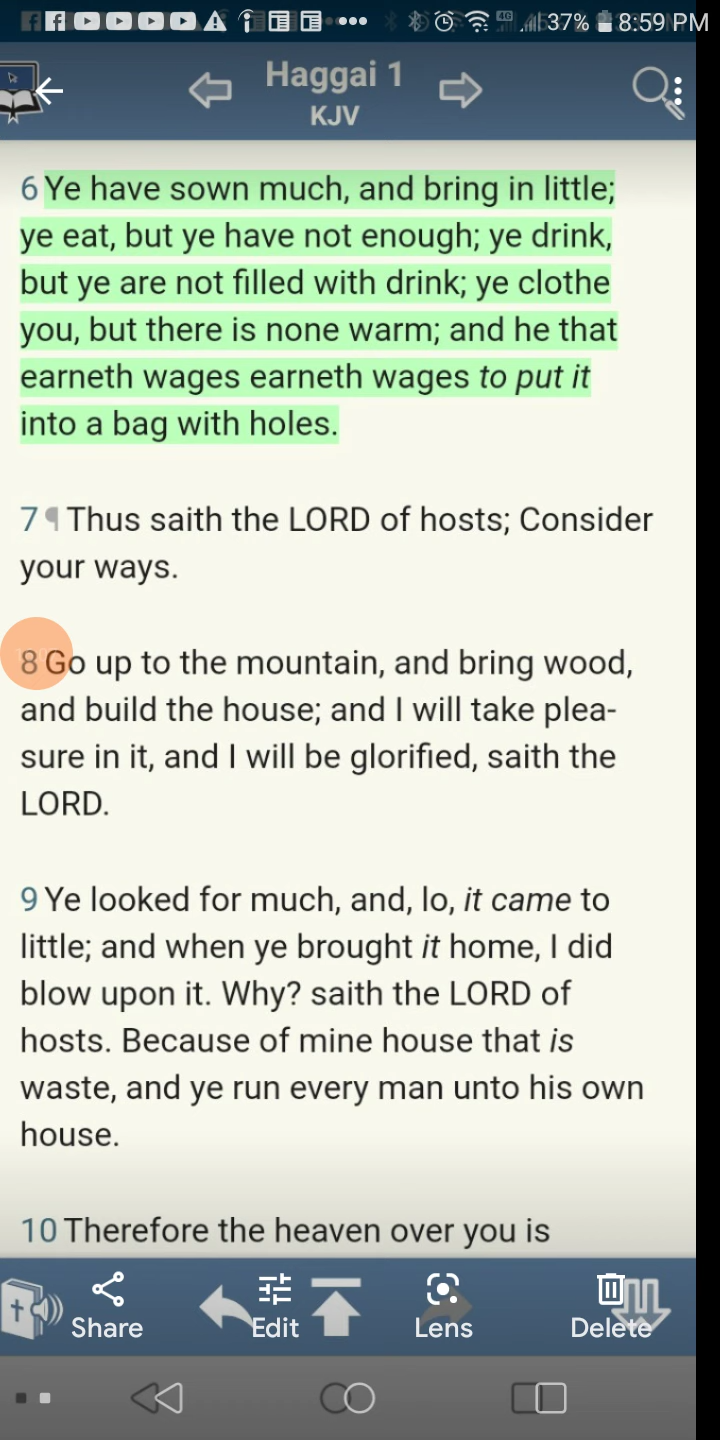 37% 8:59 PM
Haggai 1
KJV
6 Ye have sown much, and bring in little;
ye eat, but ye have not enough; ye drink,
but ye are not filled with drink; ye clothe
you, but there is none warm; and he that
earneth wages earneth wages to put it
into a bag with holes.
7 ¶ Thus saith the LORD of hosts; Consider
your ways.
8 Go up to the mountain, and bring wood,
and build the house; and I will take plea-
sure in it, and I will be glorified, saith the
LORD.
9 Ye looked for much, and, lo, it came to
little; and when ye brought it home, I did
blow upon it. Why? saith the LORD of
hosts. Because of mine house that is
waste, and ye run every man unto his own
house.
10 Therefore the heaven over you is
Share Edit Lens Delete